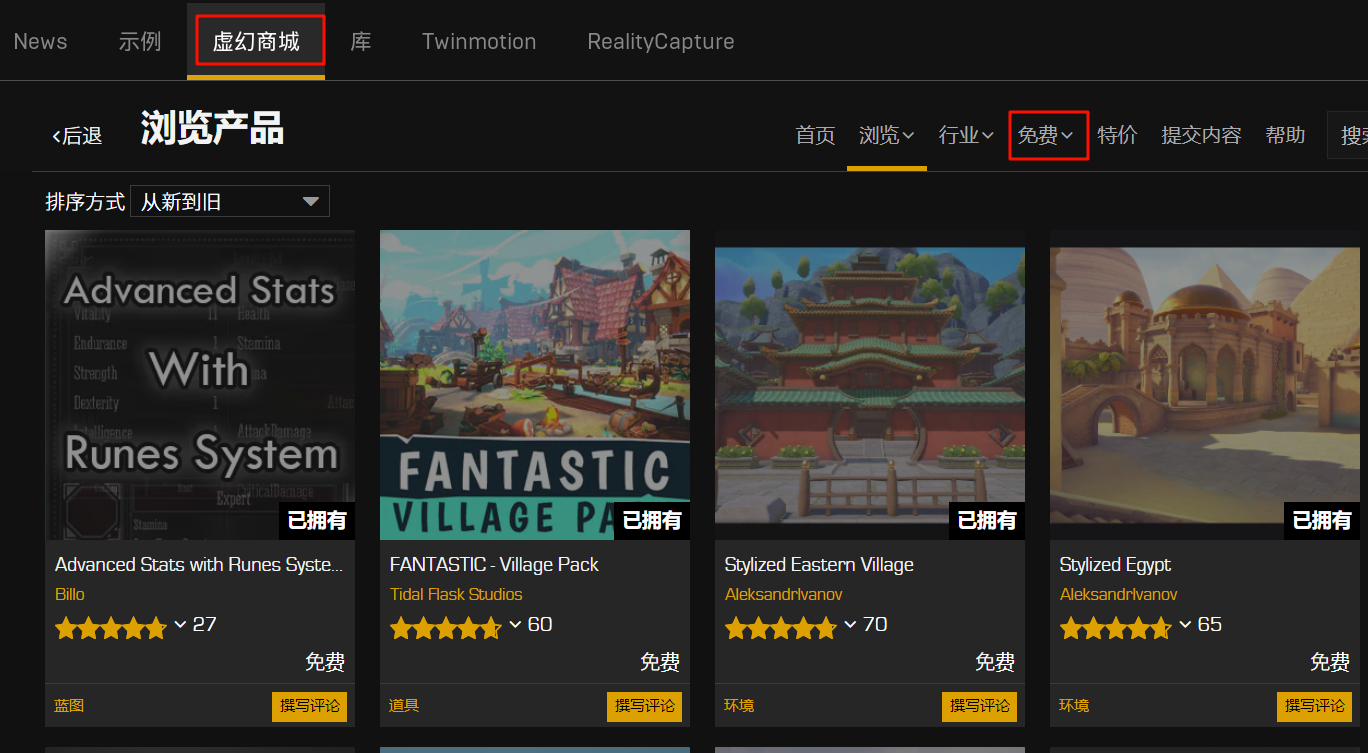 News 示例 虚幻商城 库 Twinmotion RealityCapture
后退 浏览产品 首页 浏览 行业 免费 特价 提交内容 帮助
排序方式 从新到旧
Advanced Stats
Vitality 11 Health
Endurance Stamina
With
Strength
Dexterity 1
Intelligence AttackDamage
Runes System
CriticalDamage
Expert
Stamina
已拥有
FANTASTIC
VILLAGE PA
已拥有
已拥有
已拥有
Advanced Stats with Runes Syste... FANTASTIC - Village Pack Stylized Eastern Village Stylized Egypt
Billo Tidal Flask Studios AleksandrIvanov AleksandrIvanov
27 60 70 65
免费 免费 免费 免费
蓝图 撰写评论 道具 撰写评论 环境 撰写评论 环境 撰写评论